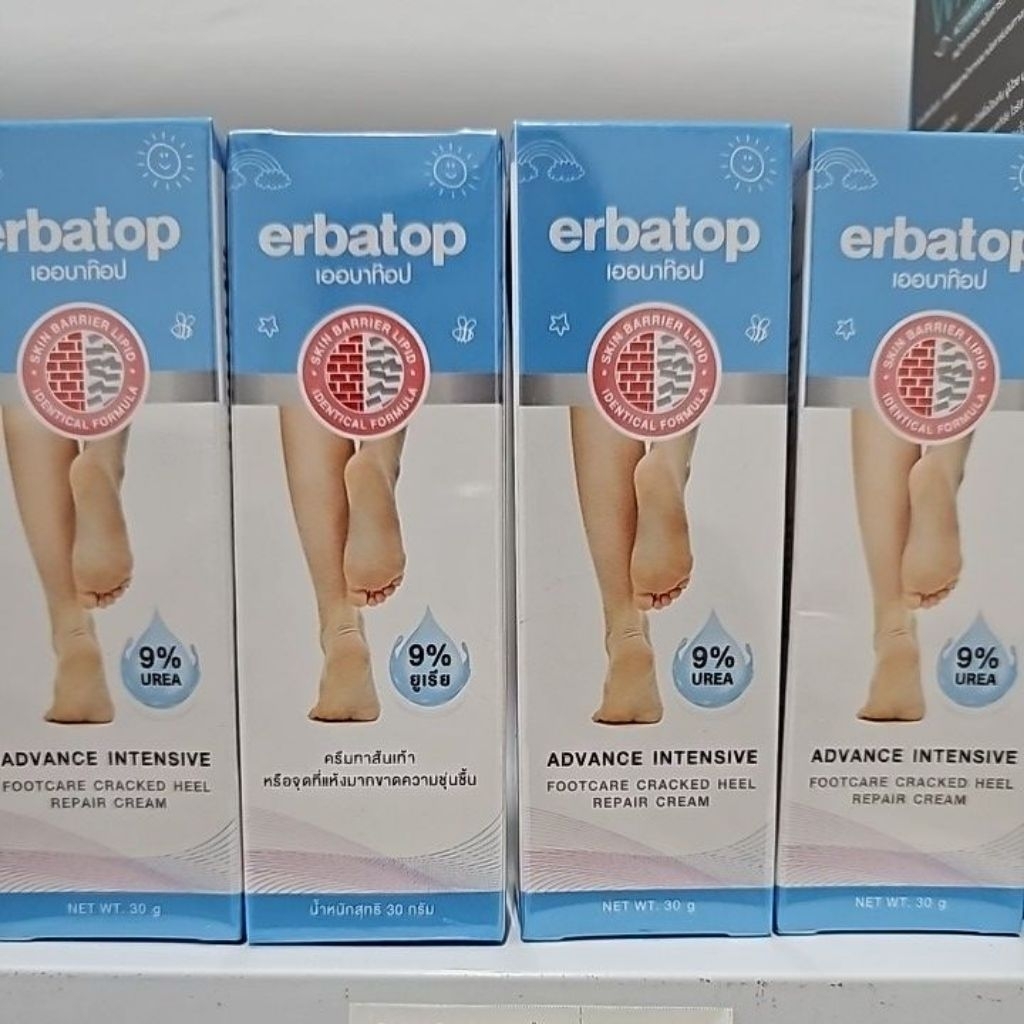 erbatop
เออบาก๊อป
SKIN BARRIER LIPID
IDENTICAL FORMULA
9%
UREA
ADVANCE INTENSIVE
FOOTCARE CRACKED HEEL
REPAIR CREAM
NET WT. 30 g
erbatop
เออบาก๊อป
SKIN BARRIER LIPID
IDENTICAL FORMULA
9%
ยูเรีย
ครีมทาส้นเท้า
หรือจุดที่แห้งมากขาดความชุ่มชื้น
น้ำหนักสุทธิ 30 กรัม
erbatop
เออบาก๊อป
SKIN BARRIER LIPID
IDENTICAL FORMULA
9%
UREA
ADVANCE INTENSIVE
FOOTCARE CRACKED HEEL
REPAIR CREAM
NET WT. 30 g
erbatop
เออบาก๊อป
SKIN BARRIER LIPID
IDENTICAL FORMULA
9%
UREA
ADVANCE INTENSIVE
FOOTCARE CRACKED HEEL
REPAIR CREAM
NET WT. 30 g